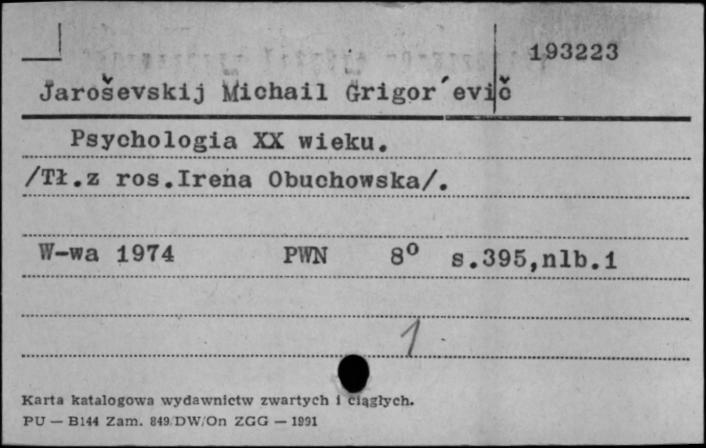 193223
Jaroševskij Michail Grigor´evič
Psychologia XX wieku.
/Tł.z ros.Irena Obuchowska/.
W-wa 1974 PWN 8º s.395,nlb.1
1
Karta katalogowa wydawnictw zwartych i ciągłych.
PU — B144 Zam. 849/DW/On ZGG — 1991